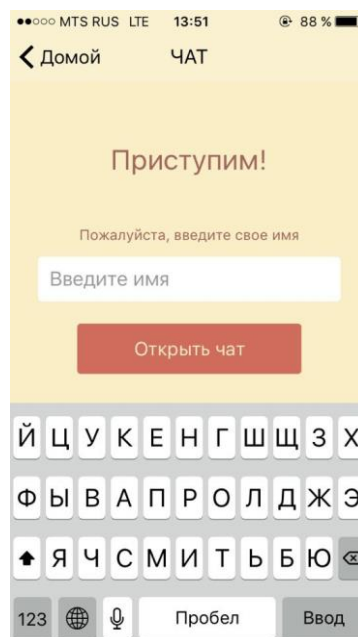 MTS RUS LTE 13:51 88 %
Домой ЧАТ
Приступим!
Пожалуйста, введите свое имя
Введите имя
Открыть чат
Й Ц У К Е Н Г Ш Щ З Х
Ф Ы В А П Р О Л Д Ж Э
Я Ч С М И Т Ь Б Ю
123 Пробел Ввод